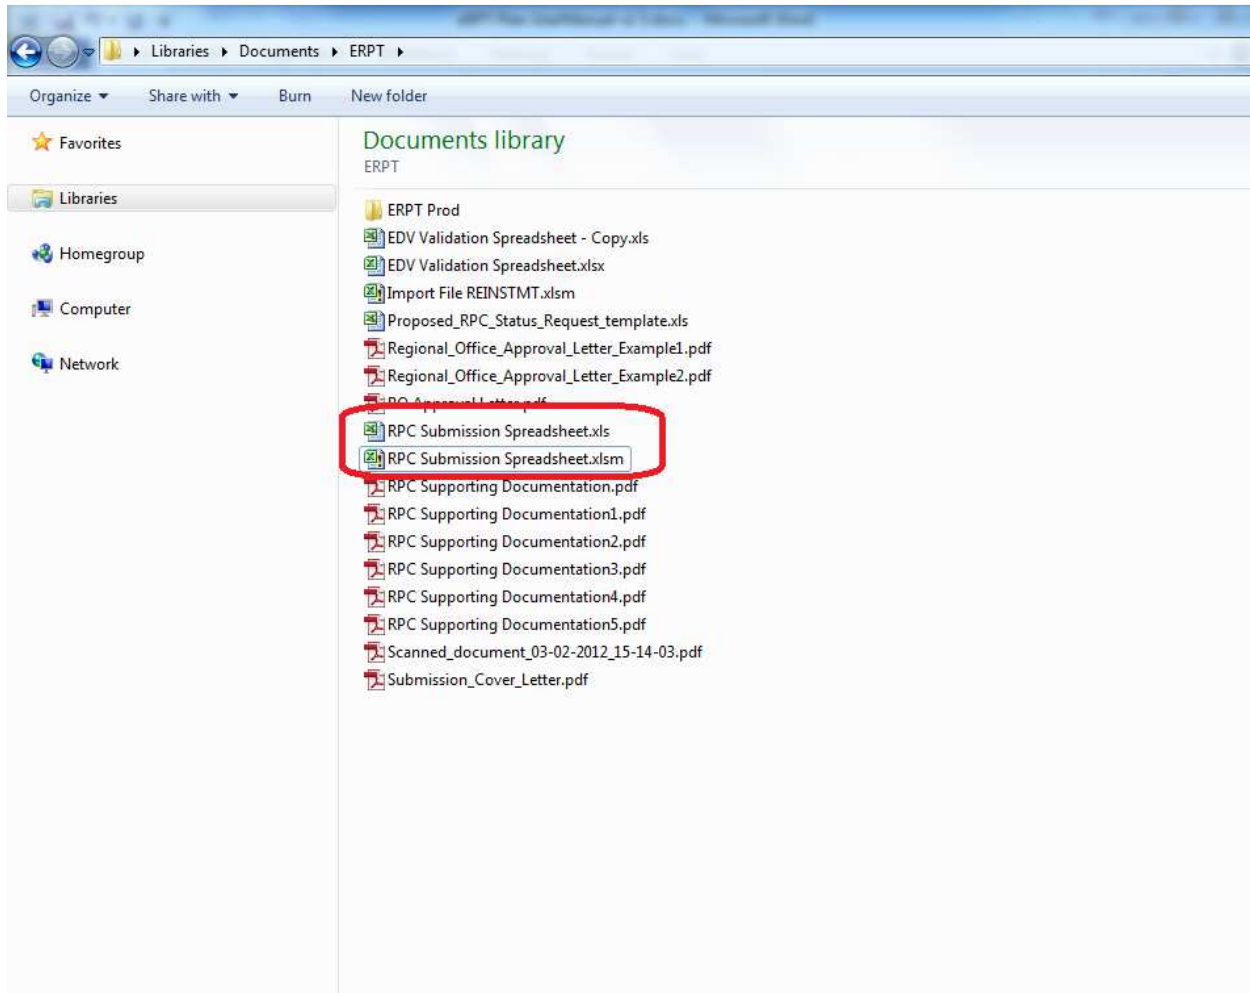 Libraries ▸ Documents ▸ ERPT ▸
Organize Share with Burn New folder
Favorites
Libraries
Homegroup
Computer
Network
Documents library
ERPT
ERPT Prod
EDV Validation Spreadsheet - Copy.xls
EDV Validation Spreadsheet.xlsx
Import File REINSTMT.xlsm
Proposed_RPC_Status_Request_template.xls
Regional_Office_Approval_Letter_Example1.pdf
Regional_Office_Approval_Letter_Example2.pdf
RO Approval Letter.pdf
RPC Submission Spreadsheet.xls
RPC Submission Spreadsheet.xlsm
RPC Supporting Documentation.pdf
RPC Supporting Documentation1.pdf
RPC Supporting Documentation2.pdf
RPC Supporting Documentation3.pdf
RPC Supporting Documentation4.pdf
RPC Supporting Documentation5.pdf
Scanned_document_03-02-2012_15-14-03.pdf
Submission_Cover_Letter.pdf